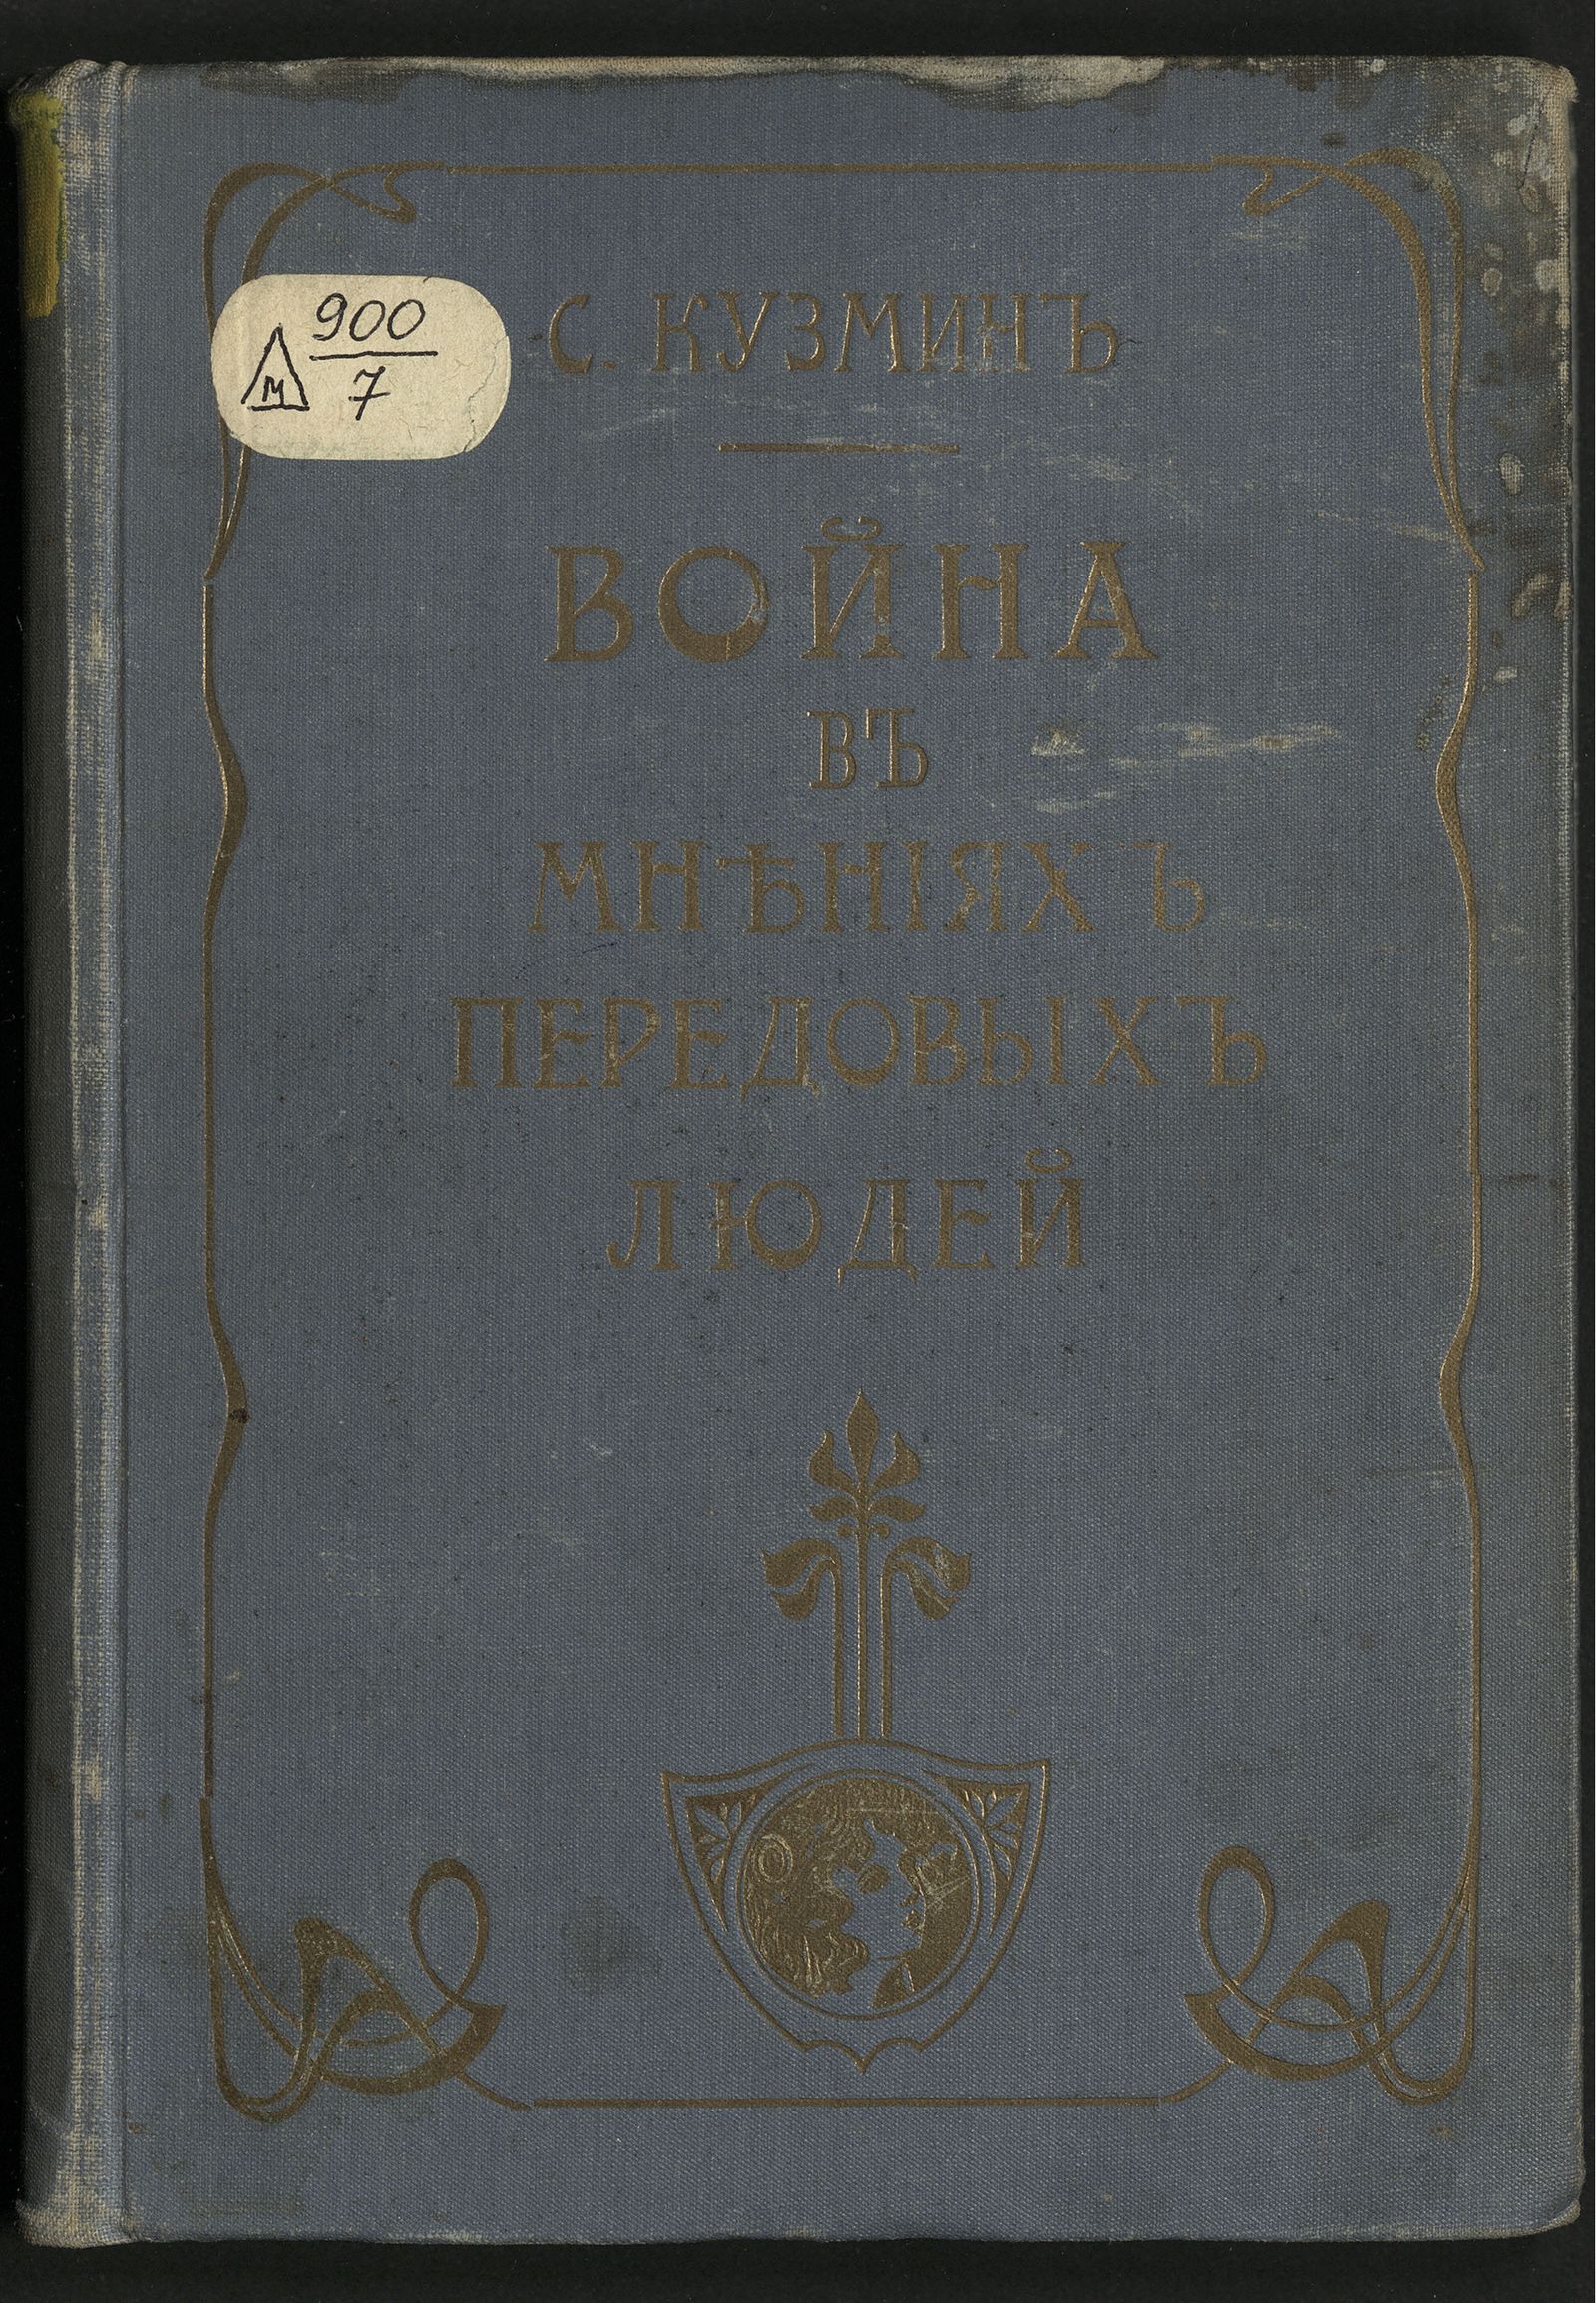 900
М 7
С. КУЗМИНЪ
ВОЙНА
ВЪ
МНѢНІЯХЪ
ПЕРЕДОВЫХЪ
ЛЮДЕЙ